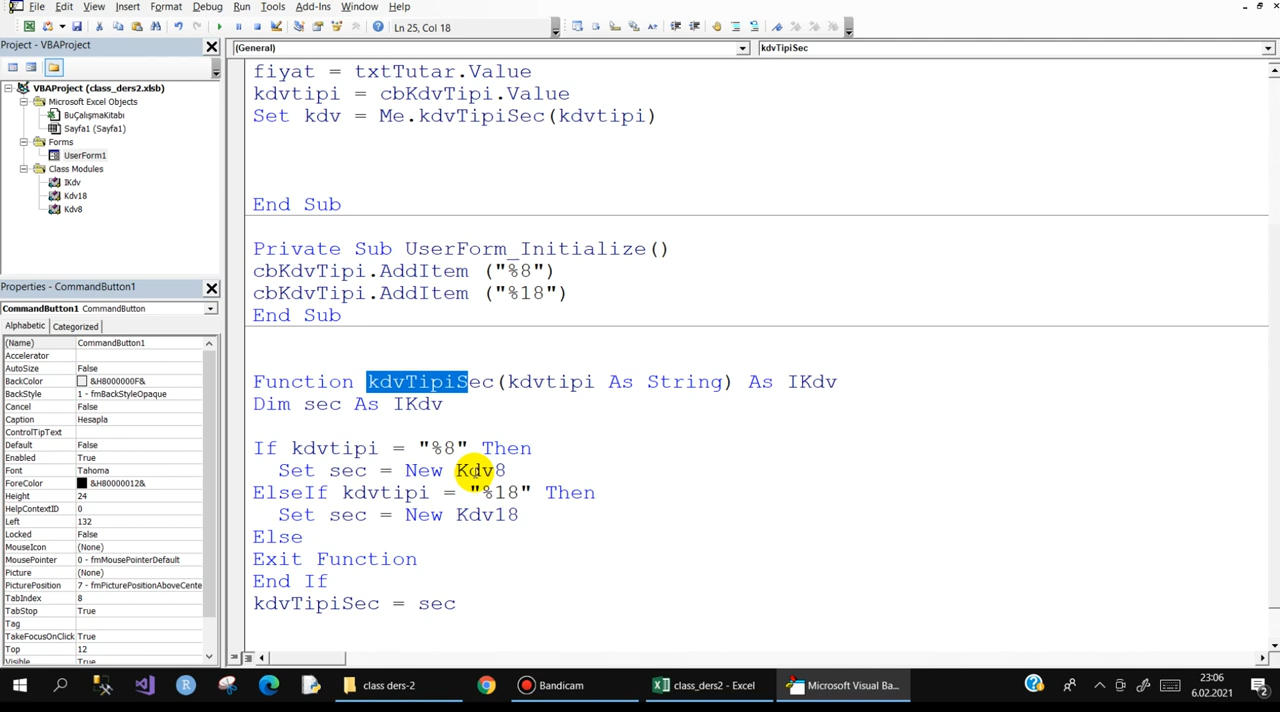 File Edit View Insert Format Debug Run Tools Add-Ins Window Help
Ln 25, Col 18
Project - VBAProject
VBAProject (class_ders2.xlsb)
Microsoft Excel Objects
BuÇalışmaKitabı
Sayfa1 (Sayfa1)
Forms
UserForm1
Class Modules
IKdv
Kdv18
Kdv8
Properties - CommandButton1
CommandButton1 CommandButton
Alphabetic Categorized
(Name) CommandButton1
Accelerator
AutoSize False
BackColor &H8000000F&
BackStyle 1 - fmBackStyleOpaque
Cancel False
Caption Hesapla
ControlTipText
Default False
Enabled True
Font Tahoma
ForeColor &H80000012&
Height 24
HelpContextID 0
Left 132
Locked False
MouseIcon (None)
MousePointer 0 - fmMousePointerDefault
Picture (None)
PicturePosition 7 - fmPicturePositionAboveCente
TabIndex 8
TabStop True
Tag
TakeFocusOnClick True
Top 12
Visible True
(General) kdvTipiSec
fiyat = txtTutar.Value
kdvtipi = cbKdvTipi.Value
Set kdv = Me.kdvTipiSec(kdvtipi)
End Sub
Private Sub UserForm_Initialize()
cbKdvTipi.AddItem ("%8")
cbKdvTipi.AddItem ("%18")
End Sub
Function kdvTipiSec(kdvtipi As String) As IKdv
Dim sec As IKdv
If kdvtipi = "%8" Then
Set sec = New Kdv8
ElseIf kdvtipi = "%18" Then
Set sec = New Kdv18
Else
Exit Function
End If
kdvTipiSec = sec
class ders-2
Bandicam
class_ders2 - Excel
Microsoft Visual Ba...
23:06
6.02.2021
2